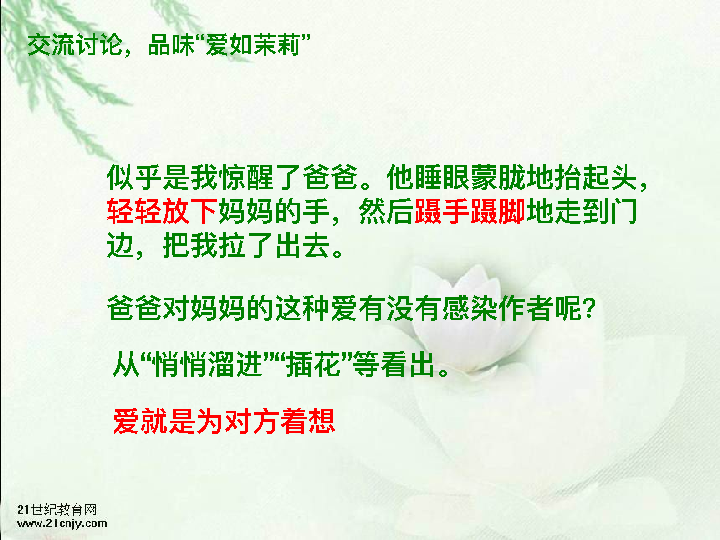 交流讨论，品味“爱如茉莉”
似乎是我惊醒了爸爸。他睡眼蒙胧地抬起头，
轻轻放下妈妈的手，然后蹑手蹑脚地走到门
边，把我拉了出去。
爸爸对妈妈的这种爱有没有感染作者呢？
从“悄悄溜进”“插花”等看出。
爱就是为对方着想
21世纪教育网
www.21cnjy.com